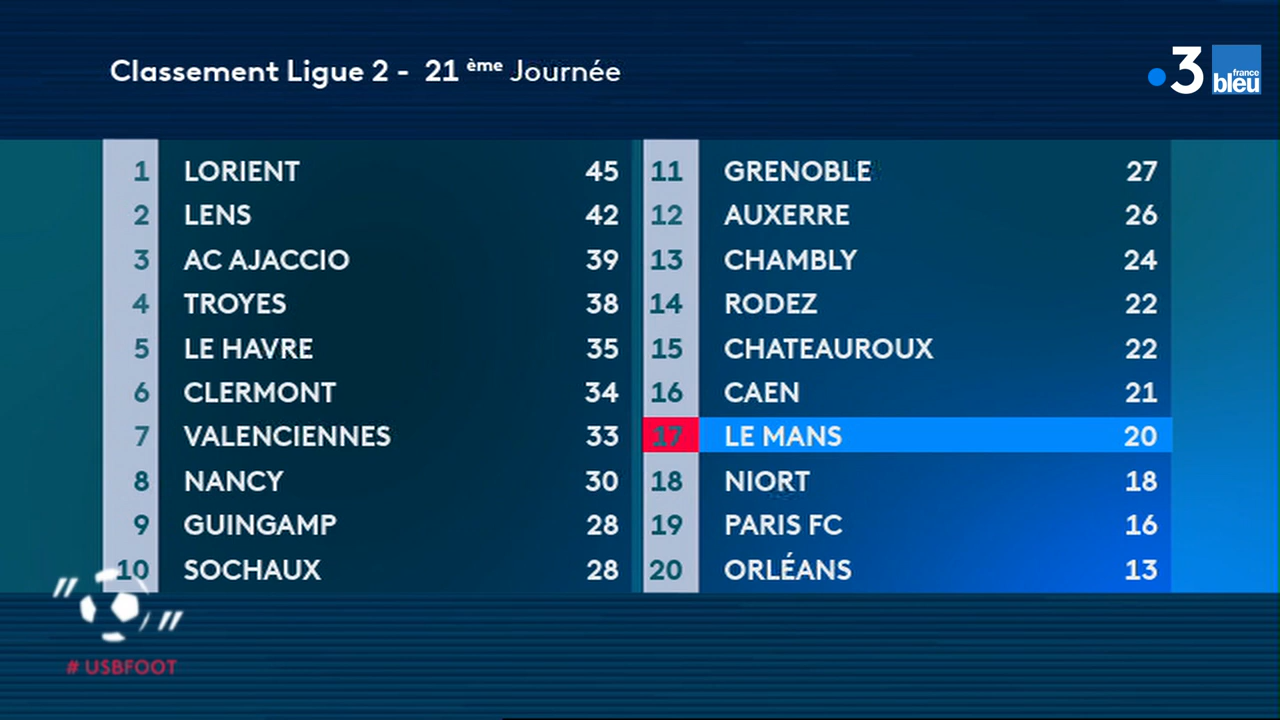 Classement Ligue 2 - 21 ème Journée
3 france bleu
1 LORIENT 45
2 LENS 42
3 AC AJACCIO 39
4 TROYES 38
5 LE HAVRE 35
6 CLERMONT 34
7 VALENCIENNES 33
8 NANCY 30
9 GUINGAMP 28
10 SOCHAUX 28
11 GRENOBLE 27
12 AUXERRE 26
13 CHAMBLY 24
14 RODEZ 22
15 CHATEAUROUX 22
16 CAEN 21
17 LE MANS 20
18 NIORT 18
19 PARIS FC 16
20 ORLÉANS 13
# USBFOOT